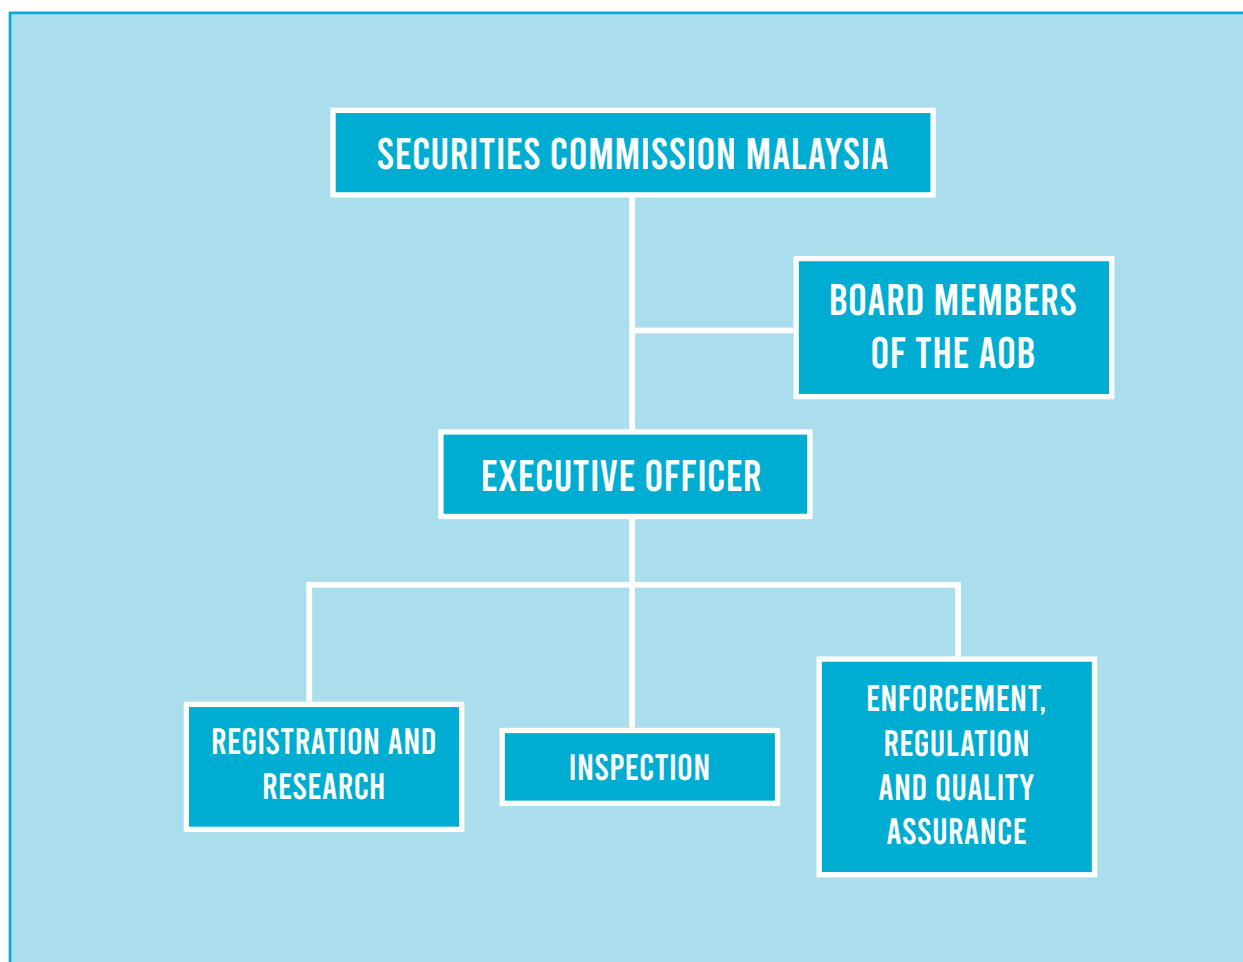 SECURITIES COMMISSION MALAYSIA
BOARD MEMBERS
OF THE AOB
EXECUTIVE OFFICER
REGISTRATION AND
RESEARCH
INSPECTION
ENFORCEMENT,
REGULATION
AND QUALITY
ASSURANCE